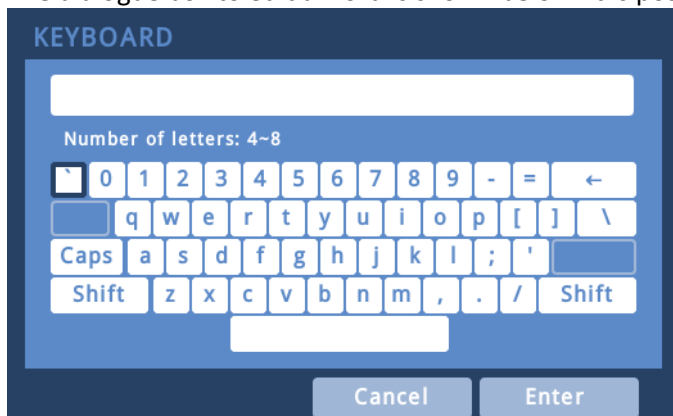 KEYBOARD
Number of letters: 4~8
` 0 1 2 3 4 5 6 7 8 9 - = ←
q w e r t y u i o p [ ] \
Caps a s d f g h j k l ; '
Shift z x c v b n m , . / Shift
Cancel Enter